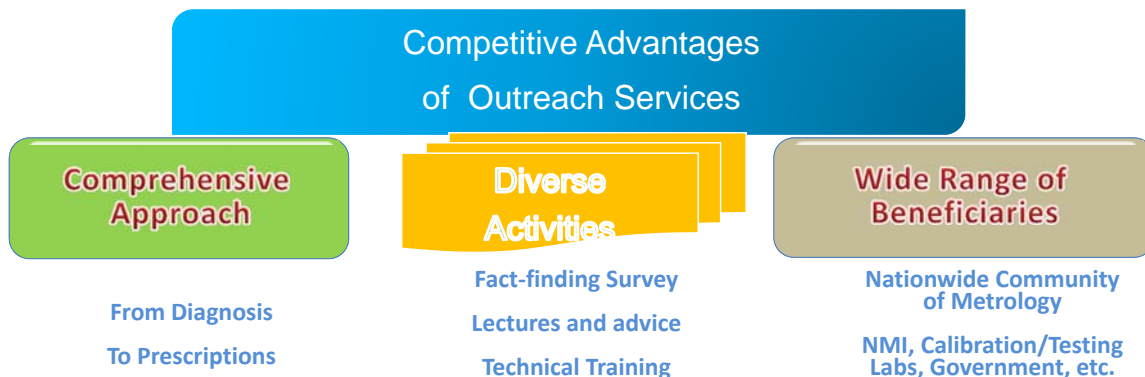 Competitive Advantages
of Outreach Services
Comprehensive
Approach
From Diagnosis
To Prescriptions
Diverse
Activities
Fact-finding Survey
Lectures and advice
Technical Training
Wide Range of
Beneficiaries
Nationwide Community
of Metrology
NMI, Calibration/Testing
Labs, Government, etc.